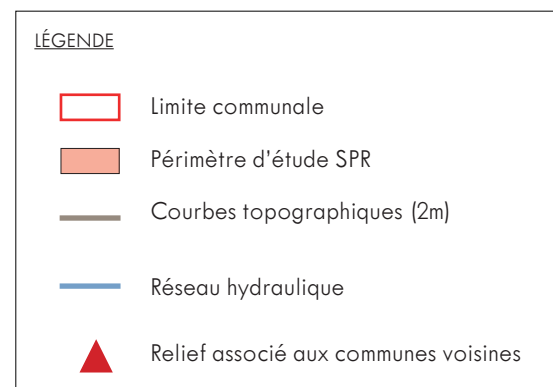 LÉGENDE
Limite communale
Périmètre d'étude SPR
Courbes topographiques (2m)
Réseau hydraulique
Relief associé aux communes voisines